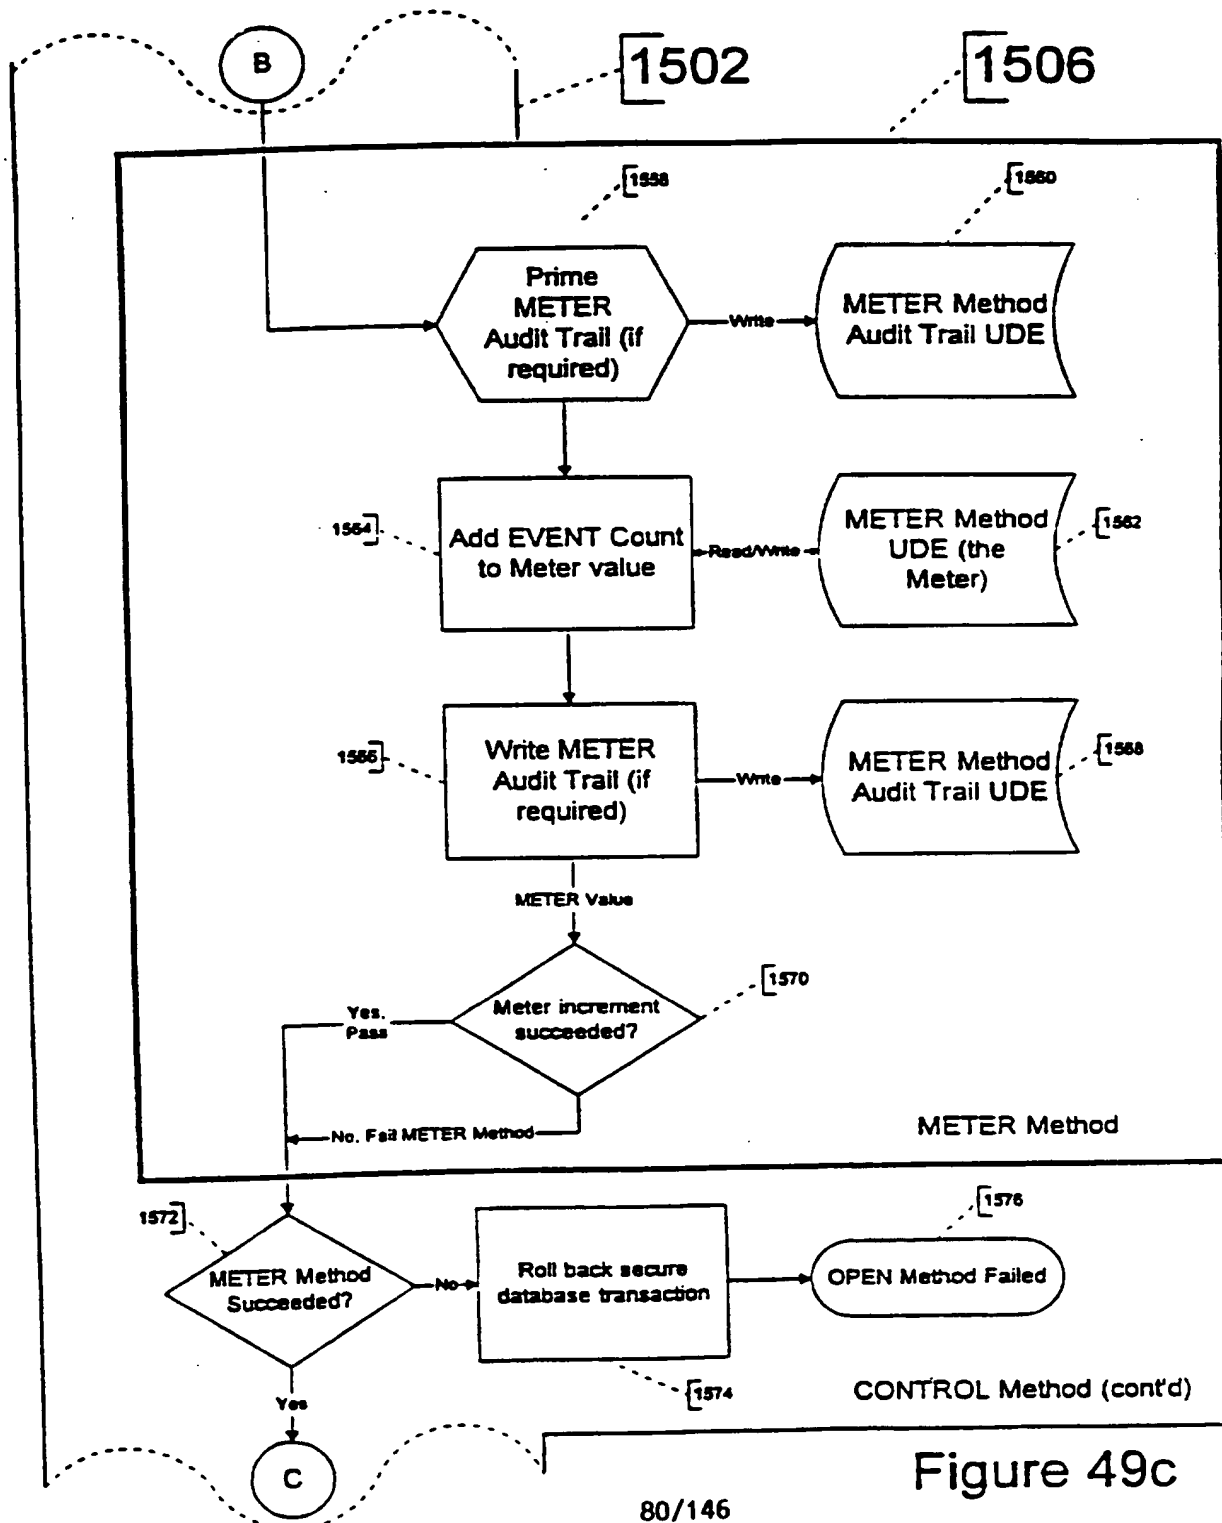 B
1502
1506
1558
1560
Prime
METER
Audit Trail (if
required)
Write
METER Method
Audit Trail UDE
1564
Add EVENT Count
to Meter value
Read/Write
METER Method
UDE (the
Meter)
1562
1566
Write METER
Audit Trail (if
required)
Write
METER Method
Audit Trail UDE
1568
METER Value
Meter increment
succeeded?
1570
Yes.
Pass
No. Fail METER Method
METER Method
1572
METER Method
Succeeded?
No
Roll back secure
database transaction
1574
1576
OPEN Method Failed
Yes
CONTROL Method (cont'd)
C
Figure 49c
80/146